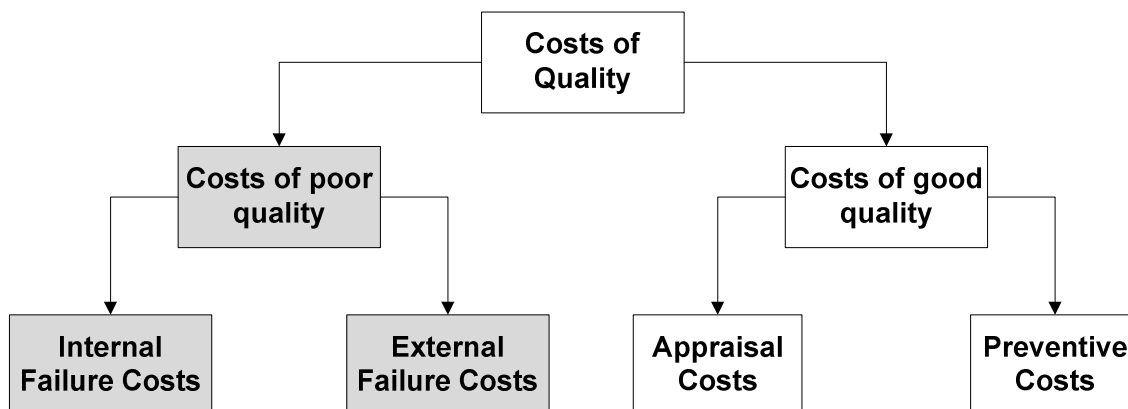 Costs of
Quality
Costs of poor
quality
Costs of good
quality
Internal
Failure Costs
External
Failure Costs
Appraisal
Costs
Preventive
Costs